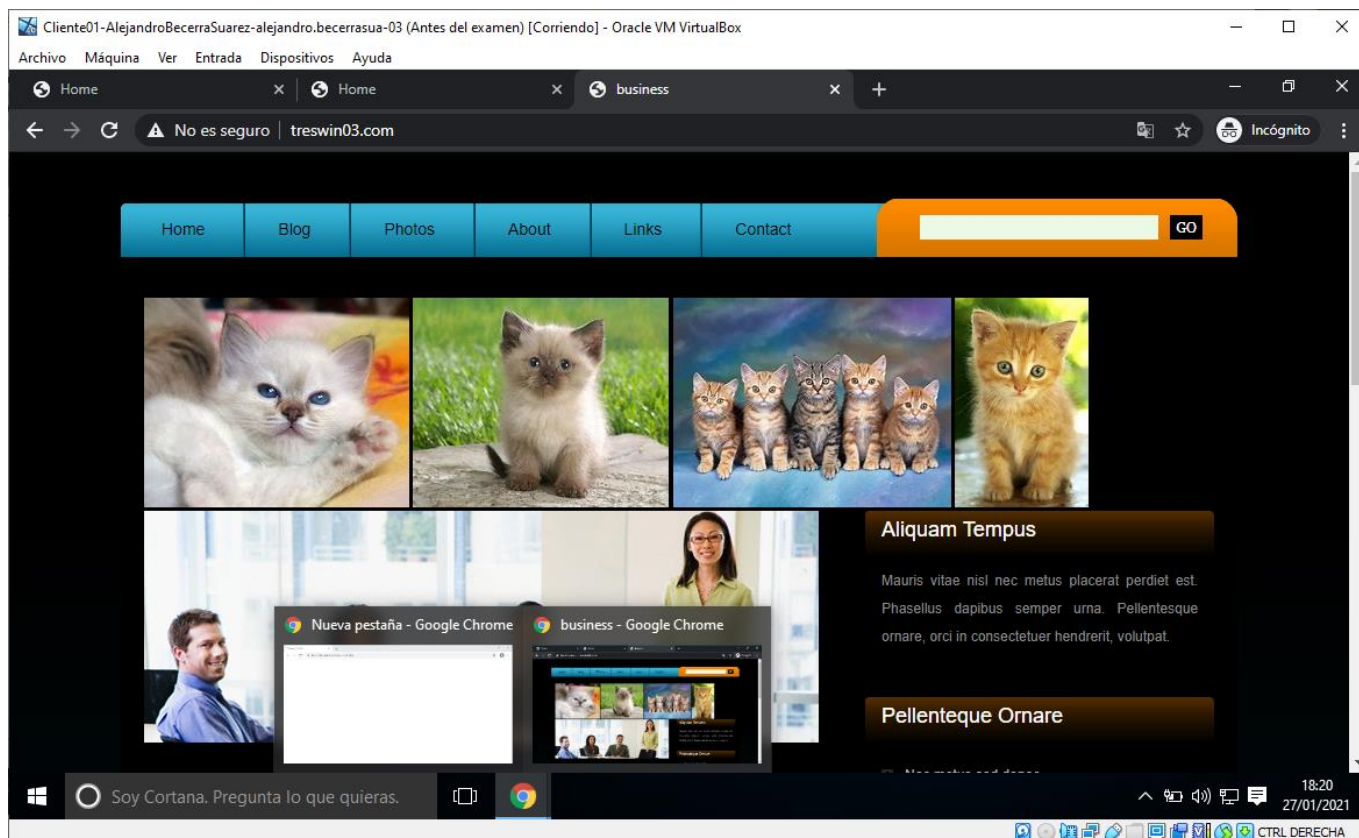 Cliente01-AlejandroBecerraSuarez-alejandro.becerrasua-03 (Antes del examen) [Corriendo] - Oracle VM VirtualBox
Archivo Máquina Ver Entrada Dispositivos Ayuda
Home Home business
No es seguro treswin03.com Incógnito
Home Blog Photos About Links Contact GO
Aliquam Tempus
Mauris vitae nisl nec metus placerat perdiet est.
Phasellus dapibus semper urna. Pellentesque
ornare, orci in consectetuer hendrerit, volutpat.
Nueva pestaña - Google Chrome business - Google Chrome
Pellenteque Ornare
Nec metus sed donec
Soy Cortana. Pregunta lo que quieras.
18:20
27/01/2021
CTRL DERECHA